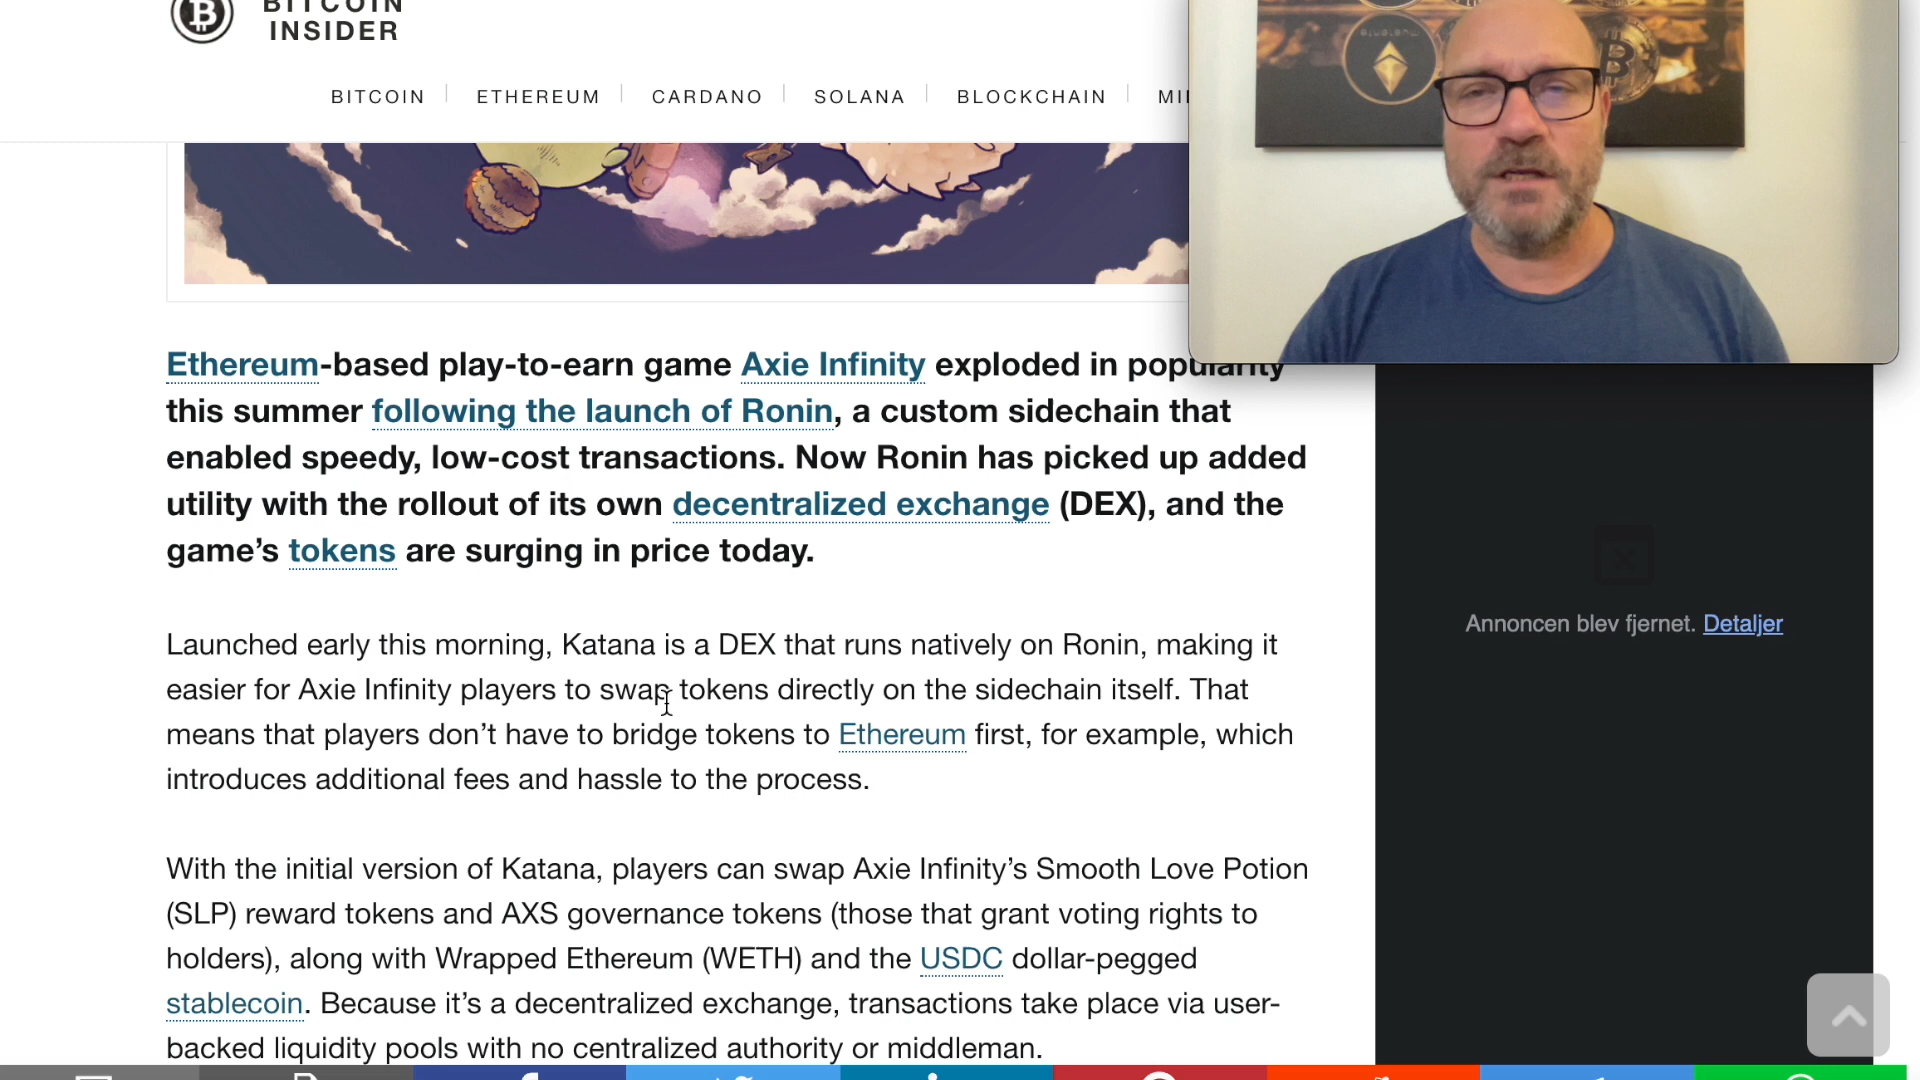 BITCOIN
INSIDER
BITCOIN
ETHEREUM
CARDANO
SOLANA
BLOCKCHAIN
Ethereum-based play-to-earn game Axie Infinity exploded in popularity
this summer following the launch of Ronin, a custom sidechain that
enabled speedy, low-cost transactions. Now Ronin has picked up added
utility with the rollout of its own decentralized exchange (DEX), and the
game’s tokens are surging in price today.
Launched early this morning, Katana is a DEX that runs natively on Ronin, making it
easier for Axie Infinity players to swap tokens directly on the sidechain itself. That
means that players don’t have to bridge tokens to Ethereum first, for example, which
introduces additional fees and hassle to the process.
With the initial version of Katana, players can swap Axie Infinity’s Smooth Love Potion
(SLP) reward tokens and AXS governance tokens (those that grant voting rights to
holders), along with Wrapped Ethereum (WETH) and the USDC dollar-pegged
stablecoin. Because it’s a decentralized exchange, transactions take place via user-
backed liquidity pools with no centralized authority or middleman.
Annoncen blev fjernet. Detaljer